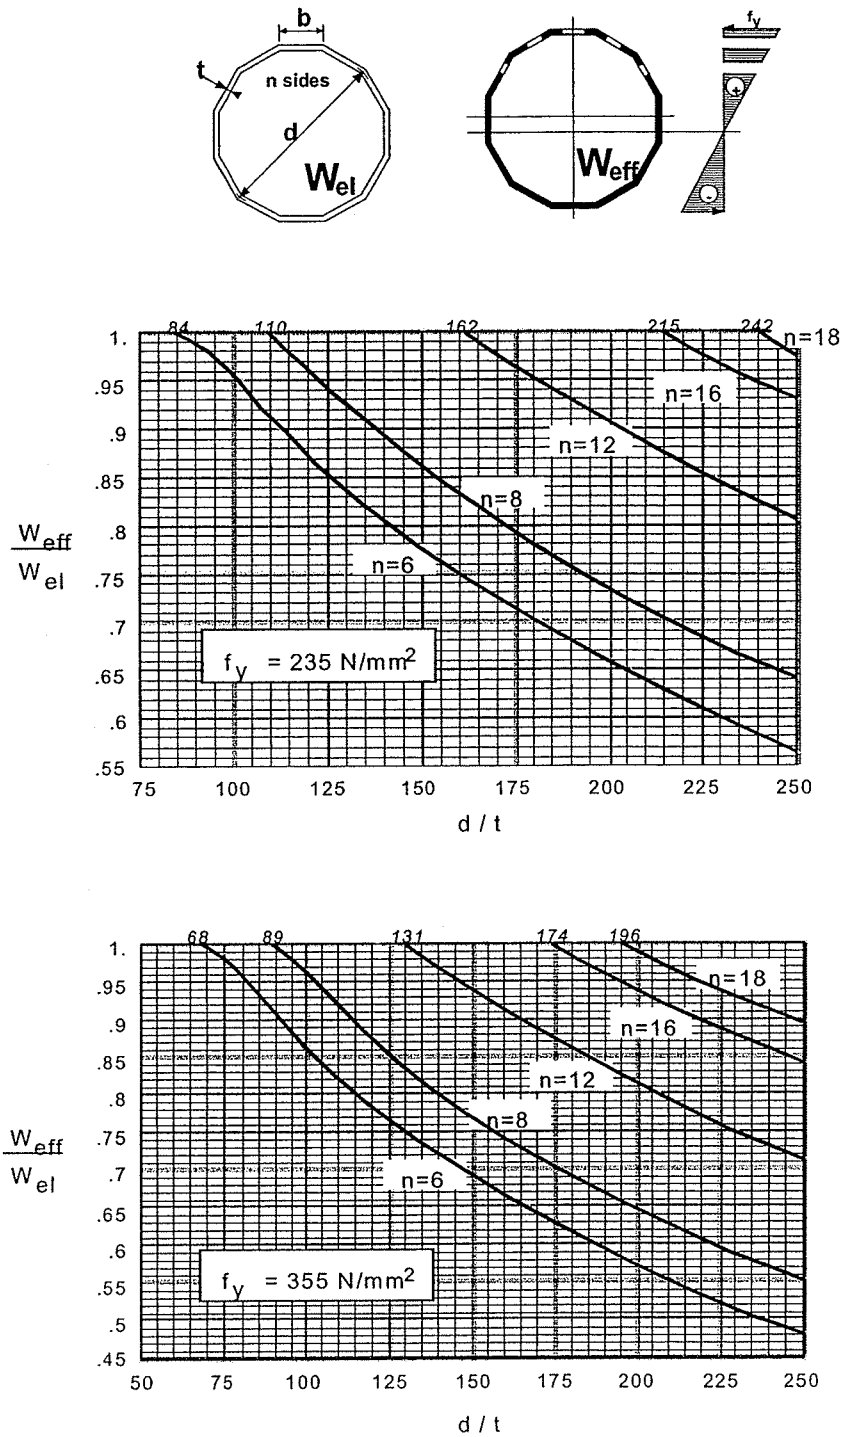 b
t
n sides
d
Wel
Weff
fy
+
-
84 110 162 215 242
1.
.95
.9
.85
.8
.75
.7
.65
.6
.55
Weff
Wel
n=18
n=16
n=12
n=8
n=6
fy = 235 N/mm²
75 100 125 150 175 200 225 250
d / t
68 89 131 174 196
1.
.95
.9
.85
.8
.75
.7
.65
.6
.55
.5
.45
Weff
Wel
n=18
n=16
n=12
n=8
n=6
fy = 355 N/mm²
50 75 100 125 150 175 200 225 250
d / t